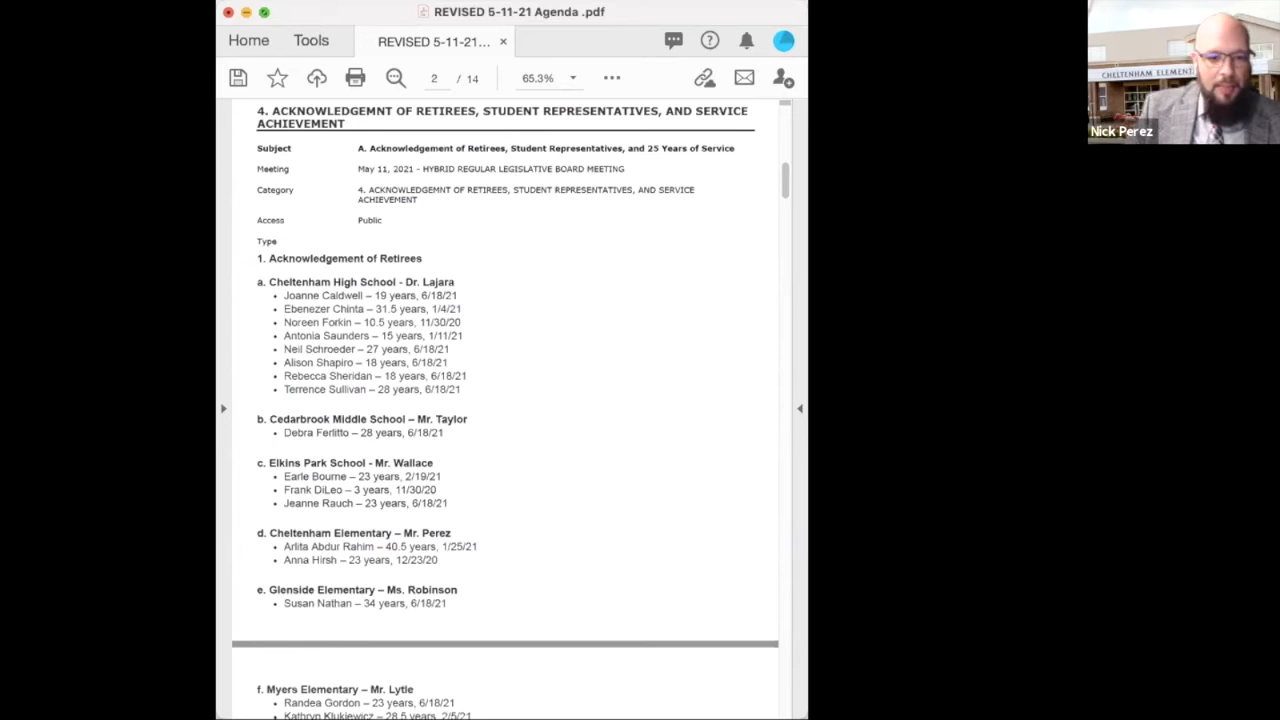 REVISED 5-11-21 Agenda .pdf
Home
Tools
REVISED 5-11-21... ×
2 / 14
65.3%
4. ACKNOWLEDGEMNT OF RETIREES, STUDENT REPRESENTATIVES, AND SERVICE
ACHIEVEMENT
Subject A. Acknowledgement of Retirees, Student Representatives, and 25 Years of Service
Meeting May 11, 2021 - HYBRID REGULAR LEGISLATIVE BOARD MEETING
Category 4. ACKNOWLEDGEMNT OF RETIREES, STUDENT REPRESENTATIVES, AND SERVICE
ACHIEVEMENT
Access Public
Type
1. Acknowledgement of Retirees
a. Cheltenham High School - Dr. Lajara
• Joanne Caldwell – 19 years, 6/18/21
• Ebenezer Chinta – 31.5 years, 1/4/21
• Noreen Forkin – 10.5 years, 11/30/20
• Antonia Saunders – 15 years, 1/11/21
• Neil Schroeder – 27 years, 6/18/21
• Alison Shapiro – 18 years, 6/18/21
• Rebecca Sheridan – 18 years, 6/18/21
• Terrence Sullivan – 28 years, 6/18/21
b. Cedarbrook Middle School – Mr. Taylor
• Debra Ferlitto – 28 years, 6/18/21
c. Elkins Park School - Mr. Wallace
• Earle Bourne – 23 years, 2/19/21
• Frank DiLeo – 3 years, 11/30/20
• Jeanne Rauch – 23 years, 6/18/21
d. Cheltenham Elementary – Mr. Perez
• Arlita Abdur Rahim – 40.5 years, 1/25/21
• Anna Hirsh – 23 years, 12/23/20
e. Glenside Elementary – Ms. Robinson
• Susan Nathan – 34 years, 6/18/21
f. Myers Elementary – Mr. Lytle
• Randea Gordon – 23 years, 6/18/21
• Kathryn Klukiewicz – 28.5 years, 2/5/21
CHELTENHAM ELEMENT
Nick Perez